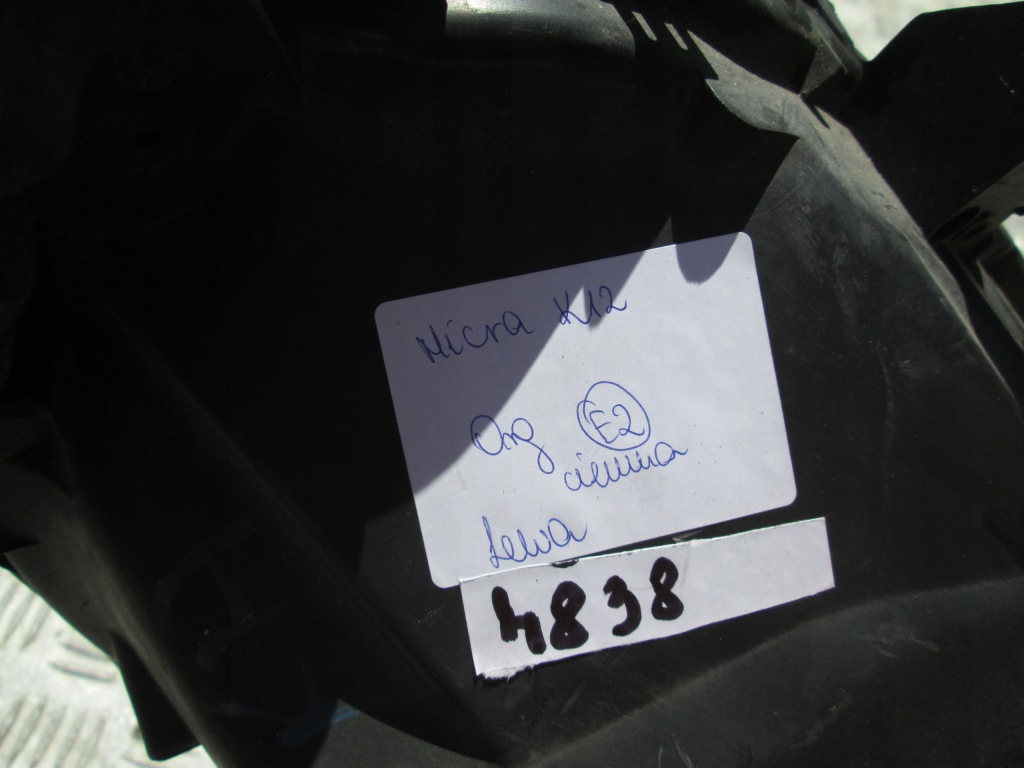 Micra K12
Org E2
ciemna
Lewa
4838